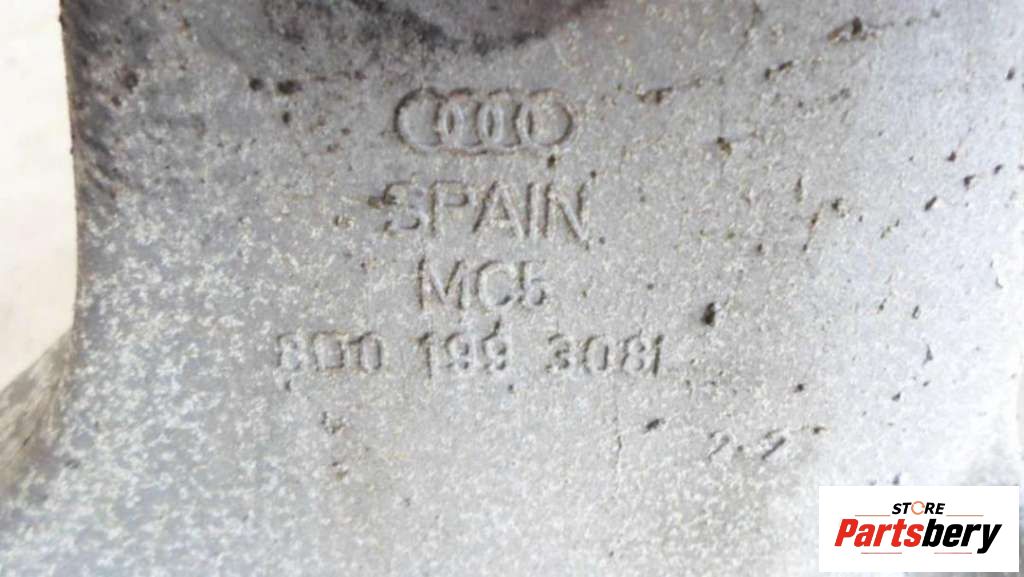 SPAIN
MC5
8D0 199 308
STORE
Partsbery